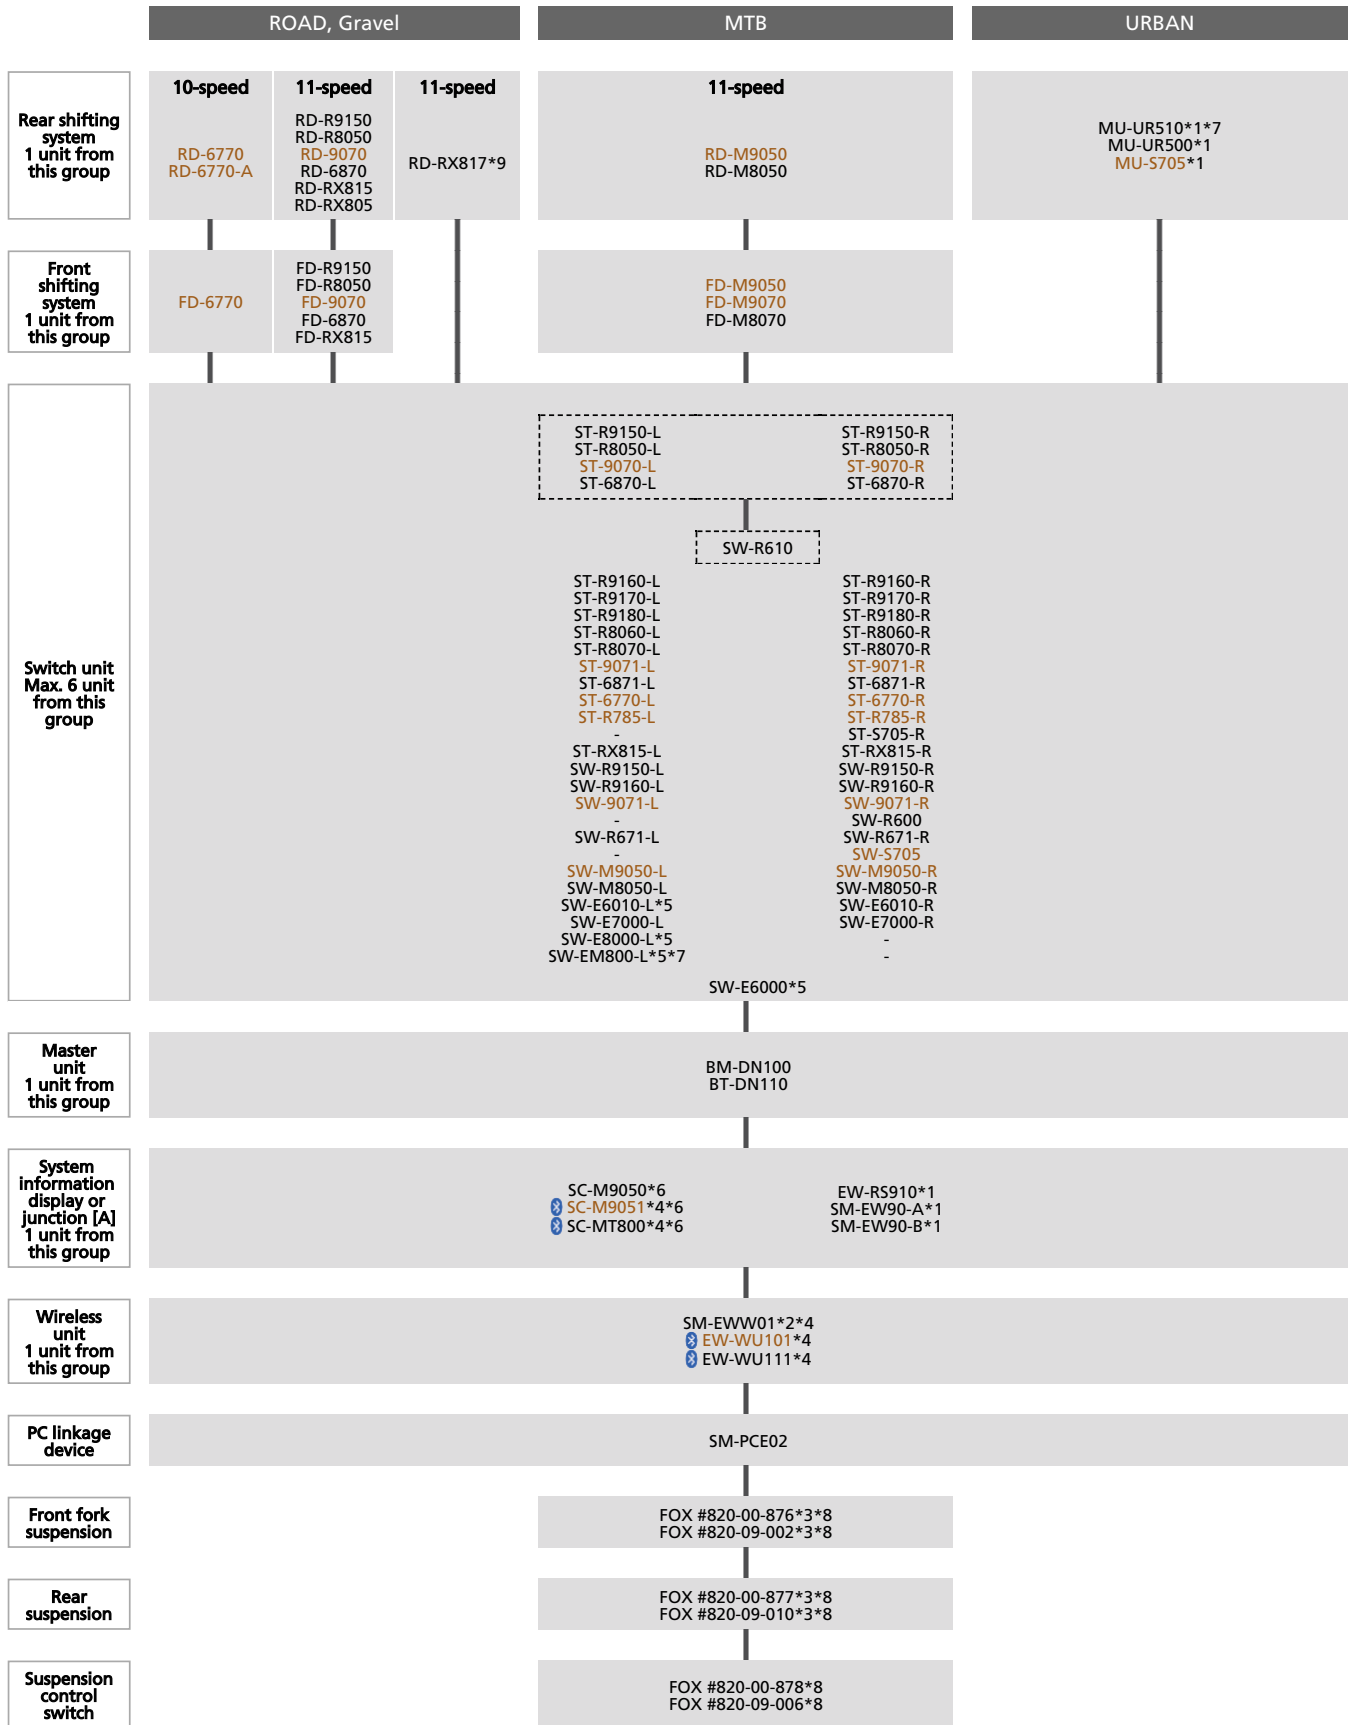 ROAD, Gravel
MTB
URBAN
Rear shifting
system
1 unit from
this group
10-speed
RD-6770
RD-6770-A
11-speed
RD-R9150
RD-R8050
RD-9070
RD-6870
RD-RX815
RD-RX805
11-speed
RD-RX817*9
11-speed
RD-M9050
RD-M8050
MU-UR510*1*7
MU-UR500*1
MU-S705*1
Front
shifting
system
1 unit from
this group
FD-6770
FD-R9150
FD-R8050
FD-9070
FD-6870
FD-RX815
FD-M9050
FD-M9070
FD-M8070
Switch unit
Max. 6 unit
from this
group
ST-R9150-L ST-R9150-R
ST-R8050-L ST-R8050-R
ST-9070-L ST-9070-R
ST-6870-L ST-6870-R
SW-R610
ST-R9160-L ST-R9160-R
ST-R9170-L ST-R9170-R
ST-R9180-L ST-R9180-R
ST-R8060-L ST-R8060-R
ST-R8070-L ST-R8070-R
ST-9071-L ST-9071-R
ST-6871-L ST-6871-R
ST-6770-L ST-6770-R
ST-R785-L ST-R785-R
- ST-S705-R
ST-RX815-L ST-RX815-R
SW-R9150-L SW-R9150-R
SW-R9160-L SW-R9160-R
SW-9071-L SW-9071-R
- SW-R600
SW-R671-L SW-R671-R
- SW-S705
SW-M9050-L SW-M9050-R
SW-M8050-L SW-M8050-R
SW-E6010-L*5 SW-E6010-R
SW-E7000-L SW-E7000-R
SW-E8000-L*5 -
SW-EM800-L*5*7 -
SW-E6000*5
Master
unit
1 unit from
this group
BM-DN100
BT-DN110
System
information
display or
junction [A]
1 unit from
this group
SC-M9050*6
SC-M9051*4*6
SC-MT800*4*6
EW-RS910*1
SM-EW90-A*1
SM-EW90-B*1
Wireless
unit
1 unit from
this group
SM-EWW01*2*4
EW-WU101*4
EW-WU111*4
PC linkage
device
SM-PCE02
Front fork
suspension
FOX #820-00-876*3*8
FOX #820-09-002*3*8
Rear
suspension
FOX #820-00-877*3*8
FOX #820-09-010*3*8
Suspension
control
switch
FOX #820-00-878*8
FOX #820-09-006*8